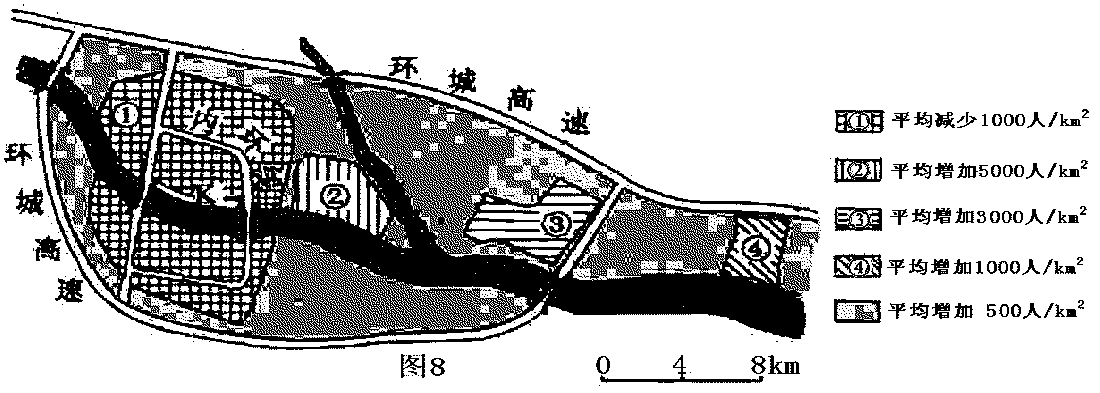 环城高速
环城高速
①
内环
②
③
④
① 平均减少1000人/km²
② 平均增加5000人/km²
③ 平均增加3000人/km²
④ 平均增加1000人/km²
平均增加 500人/km²
图8
0 4 8km